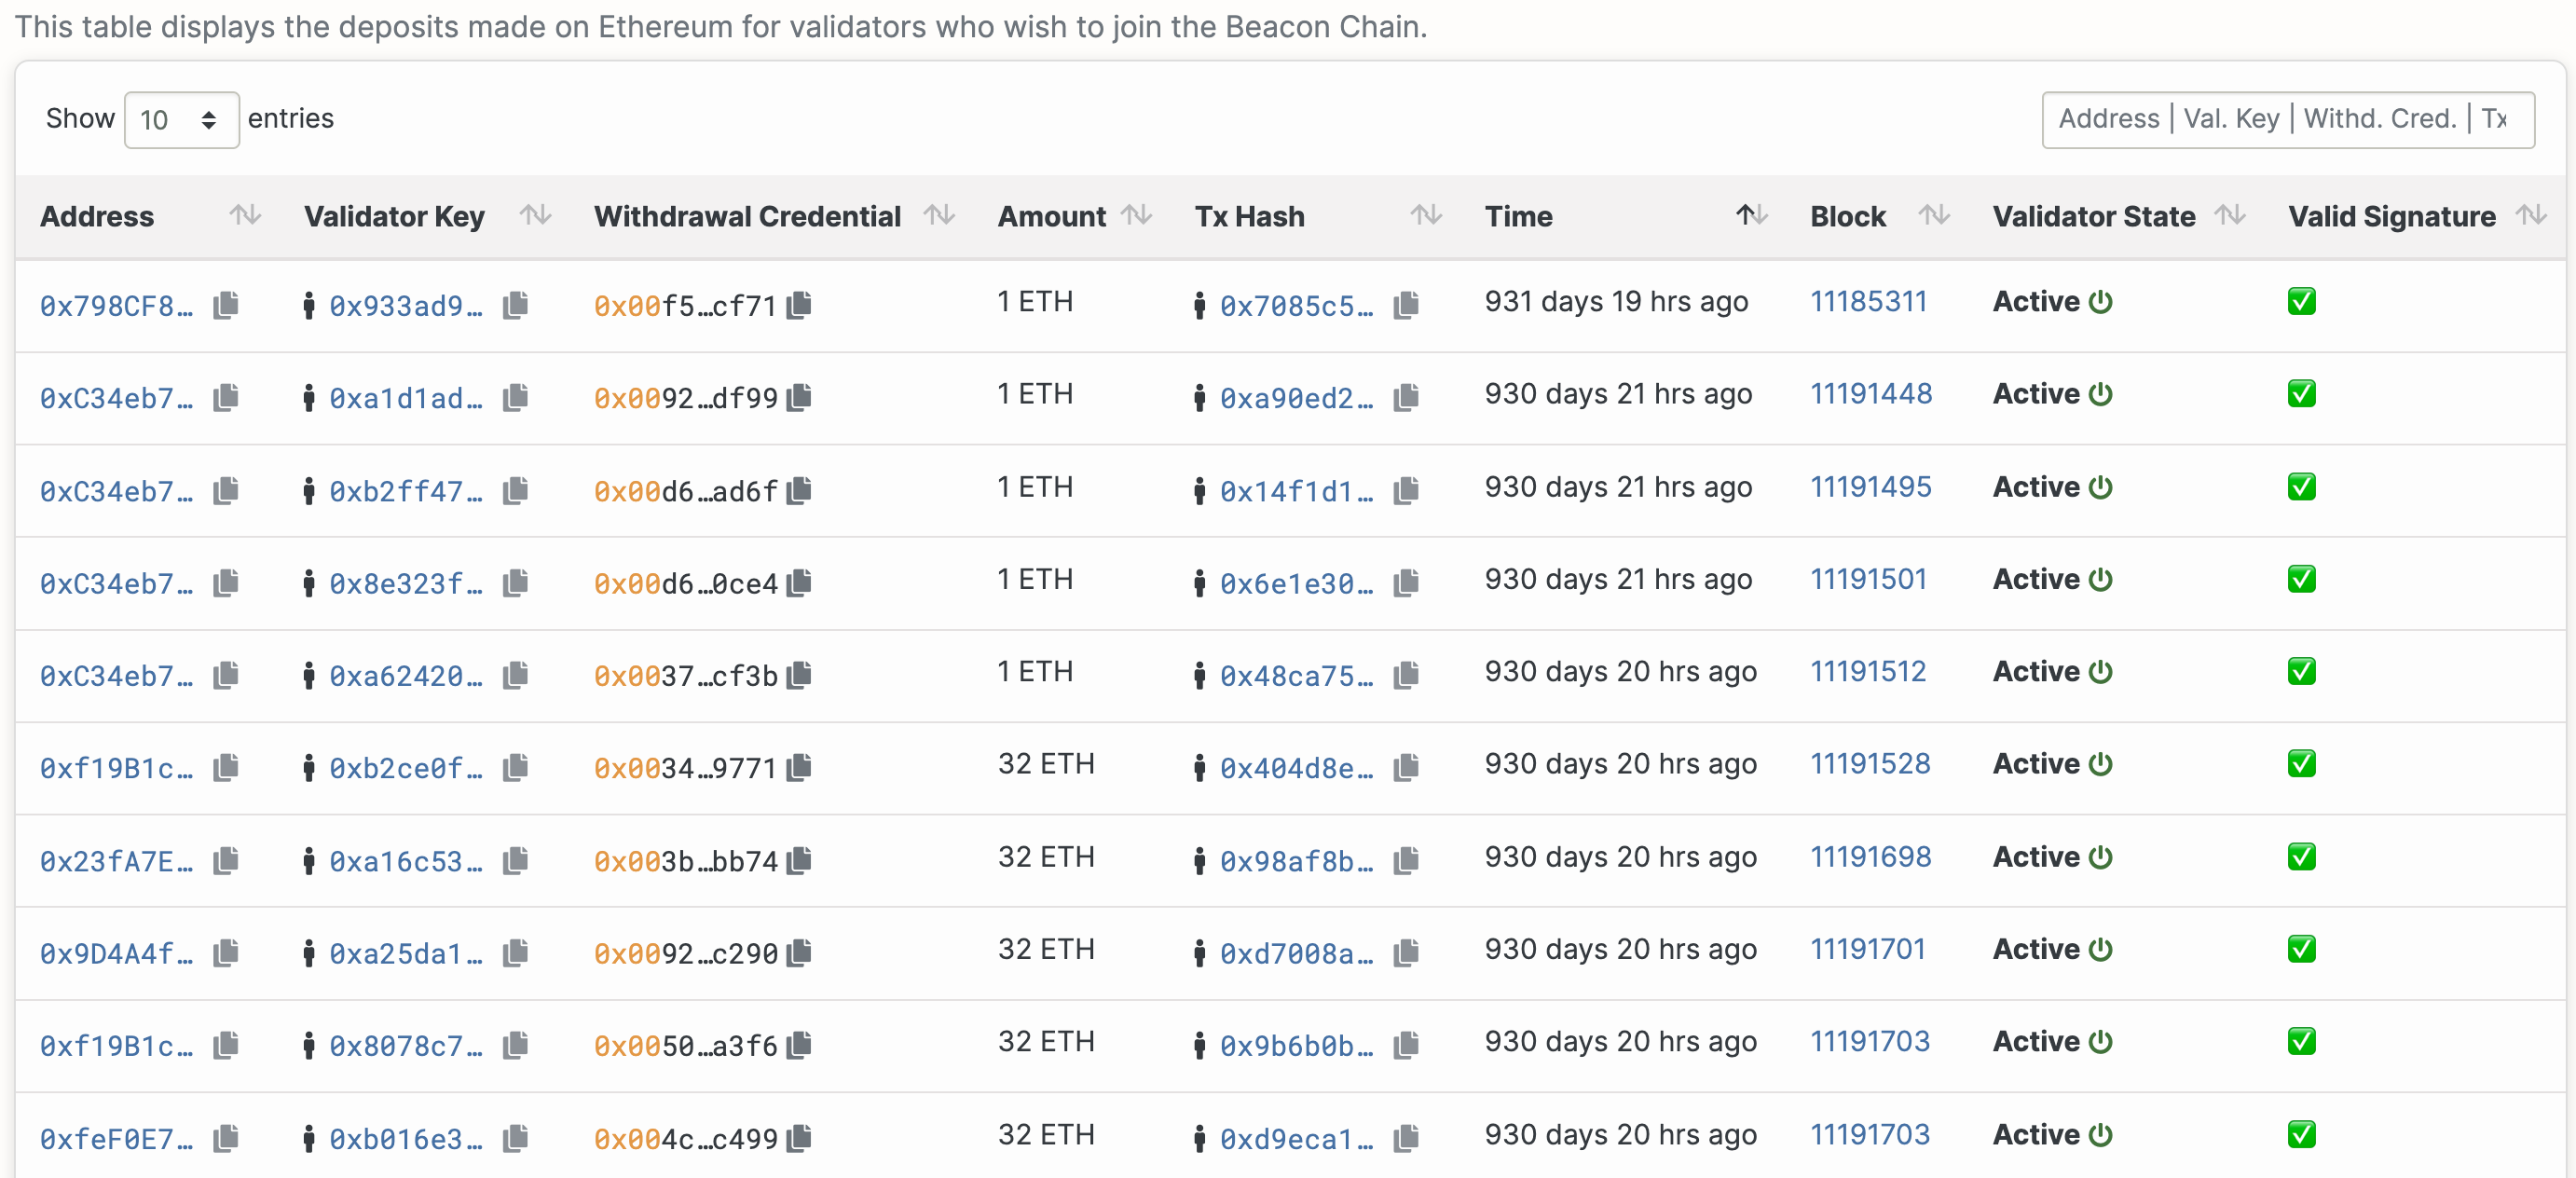 This table displays the deposits made on Ethereum for validators who wish to join the Beacon Chain.
Show 10 entries Address | Val. Key | Withd. Cred. | Tx
Address Validator Key Withdrawal Credential Amount Tx Hash Time Block Validator State Valid Signature
0x798CF8… 0x933ad9… 0x00f5…cf71 1 ETH 0x7085c5… 931 days 19 hrs ago 11185311 Active
0xC34eb7… 0xa1d1ad… 0x0092…df99 1 ETH 0xa90ed2… 930 days 21 hrs ago 11191448 Active
0xC34eb7… 0xb2ff47… 0x00d6…ad6f 1 ETH 0x14f1d1… 930 days 21 hrs ago 11191495 Active
0xC34eb7… 0x8e323f… 0x00d6…0ce4 1 ETH 0x6e1e30… 930 days 21 hrs ago 11191501 Active
0xC34eb7… 0xa62420… 0x0037…cf3b 1 ETH 0x48ca75… 930 days 20 hrs ago 11191512 Active
0xf19B1c… 0xb2ce0f… 0x0034…9771 32 ETH 0x404d8e… 930 days 20 hrs ago 11191528 Active
0x23fA7E… 0xa16c53… 0x003b…bb74 32 ETH 0x98af8b… 930 days 20 hrs ago 11191698 Active
0x9D4A4f… 0xa25da1… 0x0092…c290 32 ETH 0xd7008a… 930 days 20 hrs ago 11191701 Active
0xf19B1c… 0x8078c7… 0x0050…a3f6 32 ETH 0x9b6b0b… 930 days 20 hrs ago 11191703 Active
0xfeF0E7… 0xb016e3… 0x004c…c499 32 ETH 0xd9eca1… 930 days 20 hrs ago 11191703 Active